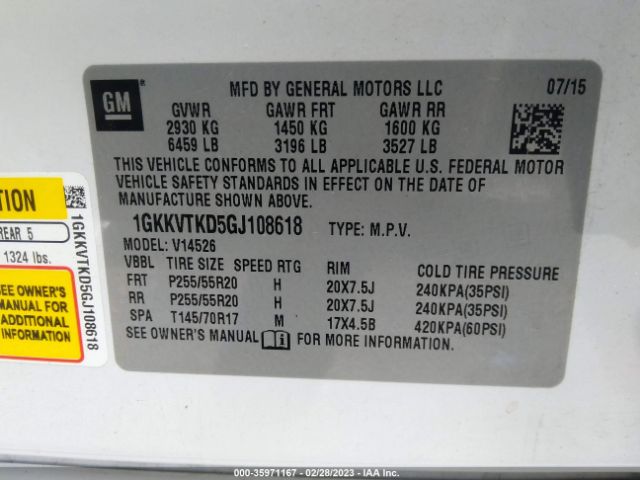 GM
MFD BY GENERAL MOTORS LLC 07/15
GVWR GAWR FRT GAWR RR
2930 KG 1450 KG 1600 KG
6459 LB 3196 LB 3527 LB
THIS VEHICLE CONFORMS TO ALL APPLICABLE U.S. FEDERAL MOTOR
VEHICLE SAFETY STANDARDS IN EFFECT ON THE DATE OF
MANUFACTURE SHOWN ABOVE.
1GKKVTKD5GJ108618 TYPE: M.P.V.
MODEL: V14526
VBBL TIRE SIZE SPEED RTG RIM COLD TIRE PRESSURE
FRT P255/55R20 H 20X7.5J 240KPA(35PSI)
RR P255/55R20 H 20X7.5J 240KPA(35PSI)
SPA T145/70R17 M 17X4.5B 420KPA(60PSI)
SEE OWNER'S MANUAL FOR MORE INFORMATION.
REAR 5
1324 lbs.
SEE OWNER'S
MANUAL FOR
ADDITIONAL
1GKKVTKD5GJ108618
000-35971167 - 02/28/2023 - IAA Inc.